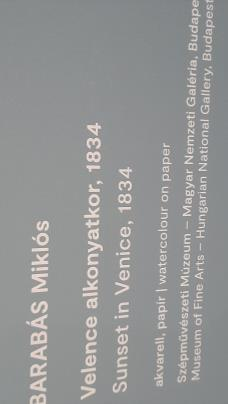 BARABÁS Miklós
Velence alkonyatkor, 1834
Sunset in Venice, 1834
akvarell, papír | watercolour on paper
Szépművészeti Múzeum – Magyar Nemzeti Galéria, Budape
Museum of Fine Arts – Hungarian National Gallery, Budapest